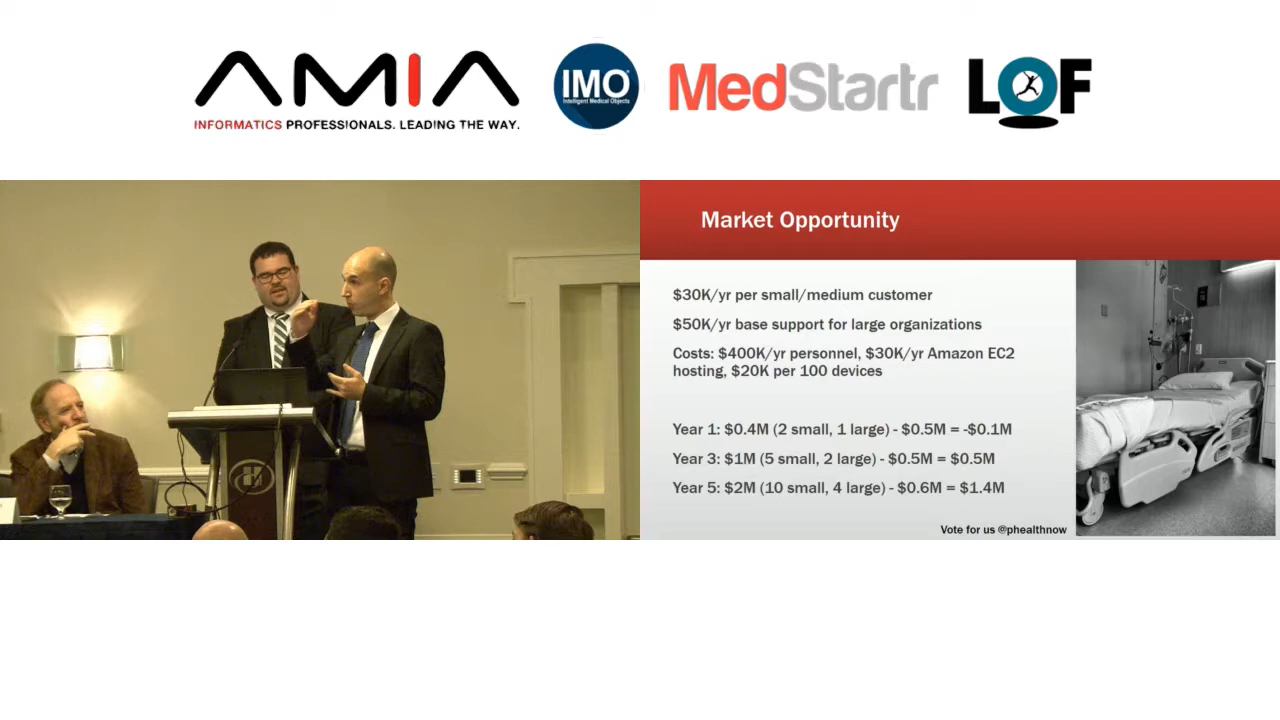 AMIA
INFORMATICS PROFESSIONALS. LEADING THE WAY.
IMO
Intelligent Medical Objects
MedStartr
LOF
Market Opportunity
$30K/yr per small/medium customer
$50K/yr base support for large organizations
Costs: $400K/yr personnel, $30K/yr Amazon EC2
hosting, $20K per 100 devices
Year 1: $0.4M (2 small, 1 large) - $0.5M = -$0.1M
Year 3: $1M (5 small, 2 large) - $0.5M = $0.5M
Year 5: $2M (10 small, 4 large) - $0.6M = $1.4M
Vote for us @phealthnow